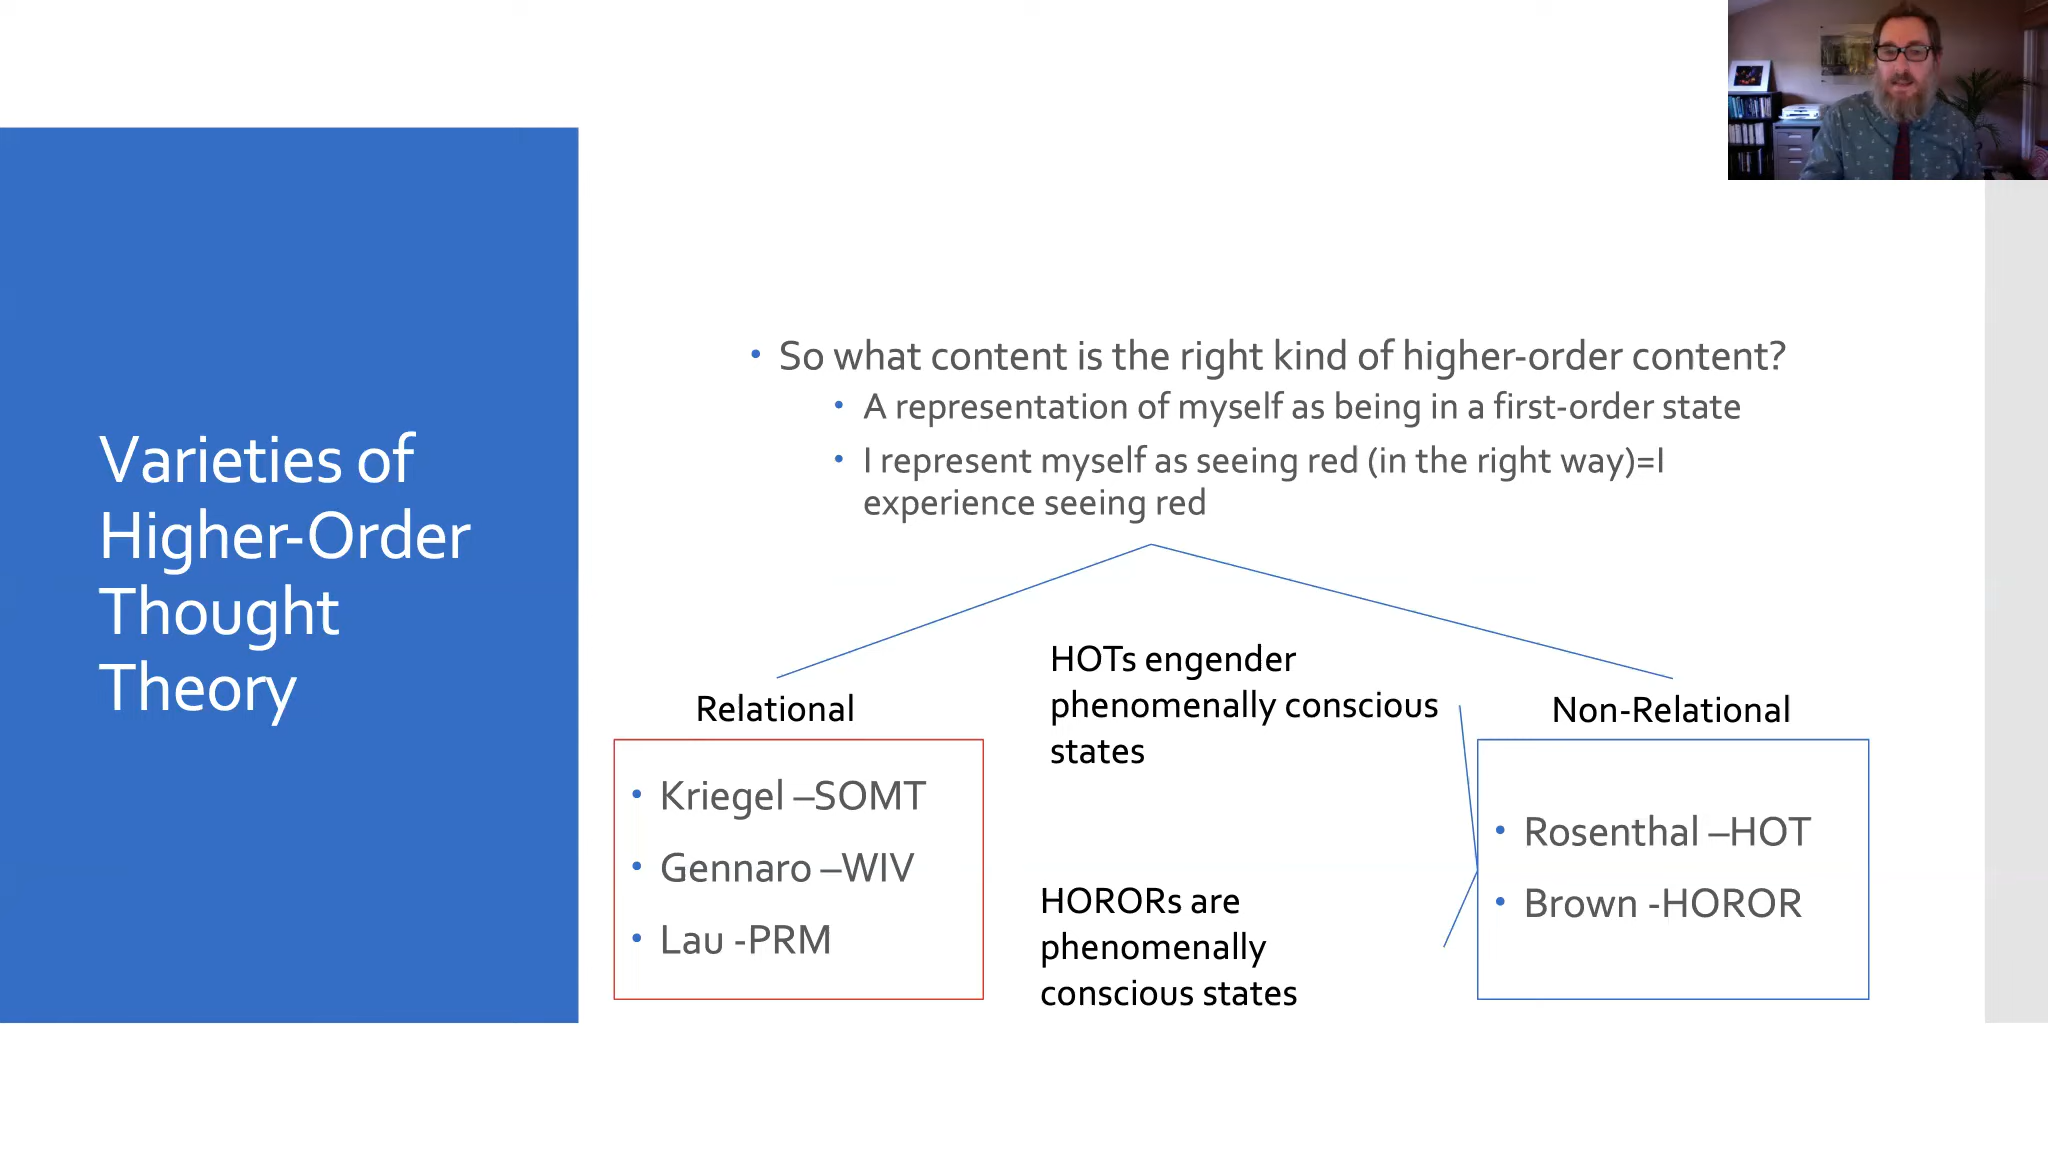 Varieties of
Higher-Order
Thought
Theory
• So what content is the right kind of higher-order content?
• A representation of myself as being in a first-order state
• I represent myself as seeing red (in the right way)=I
experience seeing red
Relational
• Kriegel –SOMT
• Gennaro –WIV
• Lau -PRM
HOTs engender
phenomenally conscious
states
HORORs are
phenomenally
conscious states
Non-Relational
• Rosenthal –HOT
• Brown -HOROR